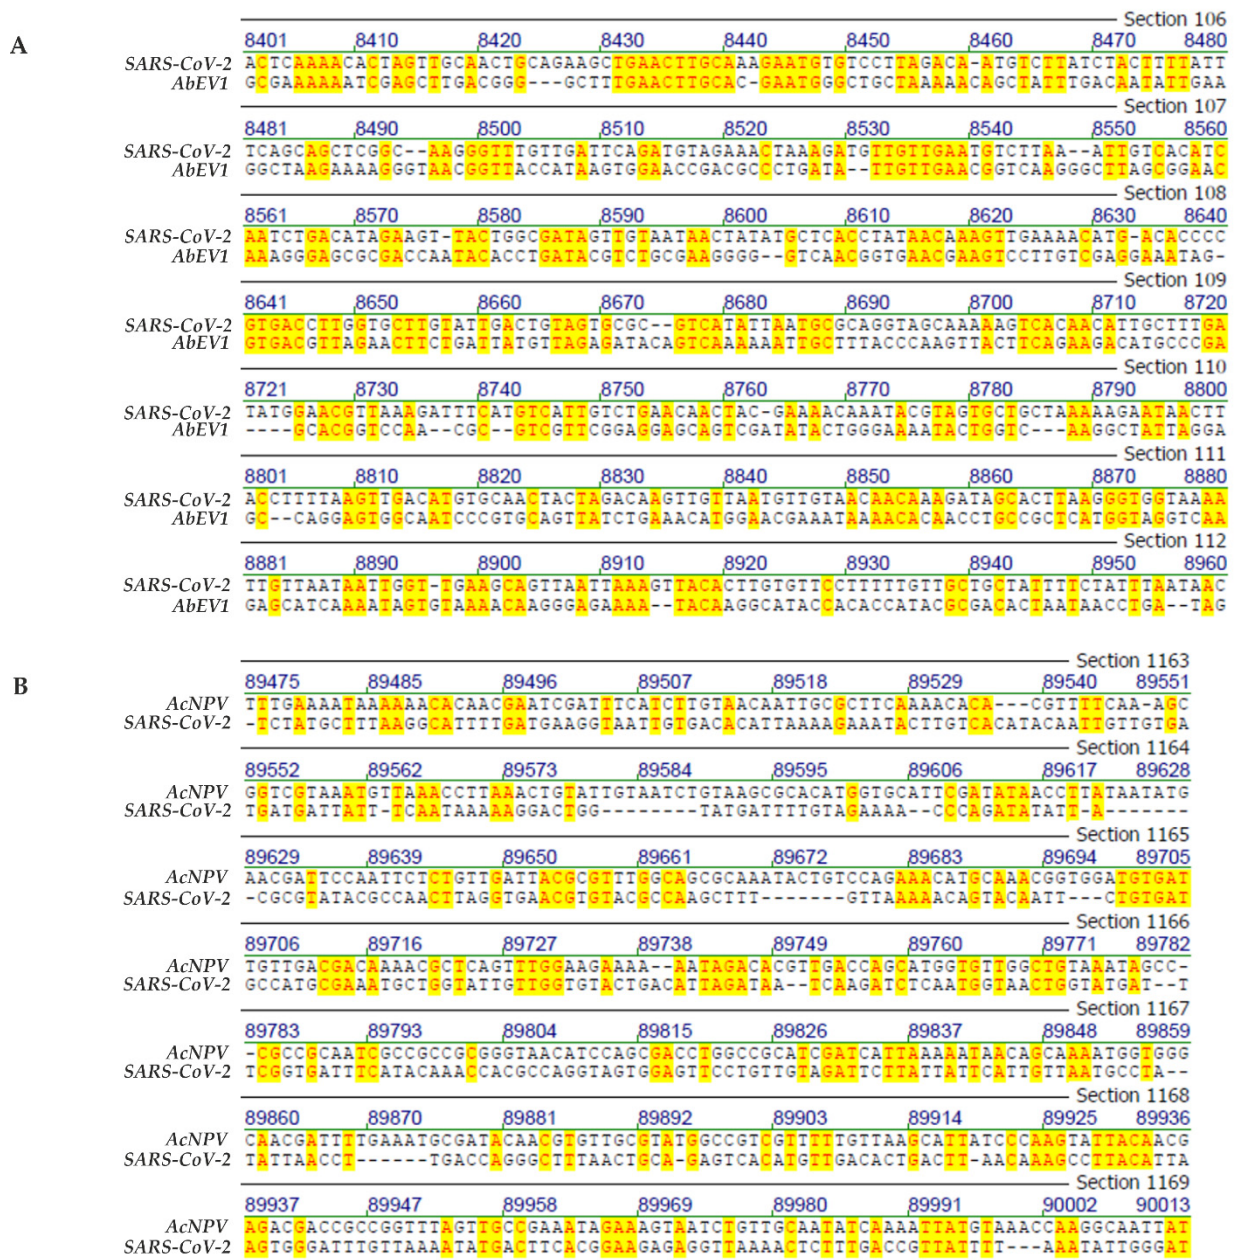 A
Section 106
8401 8410 8420 8430 8440 8450 8460 8470 8480
SARS-CoV-2 ACTCAAAACACTAGTTGCAACTGCAGAAGCTGAACTTGCAAAGAATGTGTCCTTAGACA-ATGTCTTATCTACTTTTATT
AbEV1 GCGAAAAAATCGAGCTTGACGGG---GCTTTGAACTTGCAC-GAATGGGCTGCTAAAAACAGCTATTTGACAATATTGAA
Section 107
8481 8490 8500 8510 8520 8530 8540 8550 8560
SARS-CoV-2 TCAGCAGCTCGGC--AAGGGTTTGTTGATTCAGATGTAGAAACTAAAGATGTTGTTGAATGTCTTAA--ATTGTCACATC
AbEV1 GGCTAAGAAAAGGGTAACGGTTACCATAAGTGGAACCGACGCCCTGATA--TTGTTGAACGGTCAAGGGCTTAGCGGAAC
Section 108
8561 8570 8580 8590 8600 8610 8620 8630 8640
SARS-CoV-2 AATCTGACATAGAAGT-TACTGGCGATAGTTGTAATAACTATATGCTCACCTATAACAAAGTTGAAAACATG-ACACCCC
AbEV1 AAAGGGAGCGCGACCAATACACCTGATACGTCTGCGAAGGGG--GTCAACGGTGAACGAAGTCCTTGTCGAGGAAATAG-
Section 109
8641 8650 8660 8670 8680 8690 8700 8710 8720
SARS-CoV-2 GTGACCTTGGTGCTTGTATTGACTGTAGTGCGC--GTCATATTAATGCGCAGGTAGCAAAAAGTCACAACATTGCTTTGA
AbEV1 GTGACGTTAGAACTTCTGATTATGTTAGAGATACAGTCAAAAAATTGCTTTACCCAAGTTACTTCAGAAGACATGCCCGA
Section 110
8721 8730 8740 8750 8760 8770 8780 8790 8800
SARS-CoV-2 TATGGAACGTTAAAGATTTCATGTCATTGTCTGAACAACTAC-GAAAACAAATACGTAGTGCTGCTAAAAAGAATAACTT
AbEV1 ----GCACGGTCCAA--CGC--GTCGTTCGGAGGAGCAGTCGATATACTGGGAAAATACTGGTC---AAGGCTATTAGGA
Section 111
8801 8810 8820 8830 8840 8850 8860 8870 8880
SARS-CoV-2 ACCTTTTAAGTTGACATGTGCAACTACTAGACAAGTTGTTAATGTTGTAACAACAAAGATAGCACTTAAGGGTGGTAAAA
AbEV1 GC--CAGGAGTGGCAATCCCGTGCAGTTATCTGAAACATGGAACGAAATAAAACACAACCTGCCGCTCATGGTAGGTCAA
Section 112
8881 8890 8900 8910 8920 8930 8940 8950 8960
SARS-CoV-2 TTGTTAATAATTGGT-TGAAGCAGTTAATTAAAGTTACACTTGTGTTCCTTTTTGTTGCTGCTATTTTCTATTTAATAAC
AbEV1 GAGCATCAAAATAGTGTAAAACAAGGGAGAAAA--TACAAGGCATACCACACCATACGCGACACTAATAACCTGA--TAG
B
Section 1163
89475 89485 89496 89507 89518 89529 89540 89551
AcNPV TTTGAAAATAAAAAACACAACGAATCGATTTCATCTTGTAACAATTGCGCTTCAAAACACA---CGTTTTCAA-AGC
SARS-CoV-2 -TCTATGCTTTAAGGCATTTTGATGAAGGTAATTGTGACACATTAAAAGAAATACTTGTCACATACAATTGTTGTGA
Section 1164
89552 89562 89573 89584 89595 89606 89617 89628
AcNPV GGTCGTAAATGTTAAACCTTAAACTGTATTGTAATCTGTAAGCGCACATGGTGCATTCGATATAACCTTATAATATG
SARS-CoV-2 TGATGATTATT-TCAATAAAAAGGACTGG--------TATGATTTTGTAGAAAA--CCCAGATATATT-A-------
Section 1165
89629 89639 89650 89661 89672 89683 89694 89705
AcNPV AACGATTCCAATTCTCTGTTGATTACGCGTTTGGCAGCGCAAATACTGTCCAGAAACATGCAAACGGTGGATGTGAT
SARS-CoV-2 -CGCGTATACGCCAACTTAGGTGAACGTGTACGCCAAGCTTT-------GTTAAAAACAGTACAATT---CTGTGAT
Section 1166
89706 89716 89727 89738 89749 89760 89771 89782
AcNPV TGTTGACGACAAAACGCTCAGTTTGGAAGAAAA--AATAGACACGTTGACCAGCATGGTGTTGGCTGTAAATAGCC-
SARS-CoV-2 GCCATGCGAAATGCTGGTATTGTTGGTGTACTGACATTAGATAA--TCAAGATCTCAATGGTAACTGGTATGAT--T
Section 1167
89783 89793 89804 89815 89826 89837 89848 89859
AcNPV -CGCCGCAATCGCCGCCGCGGGTAACATCCAGCGACCTGGCCGCATCGATCATTAAAAATAACAGCAAAATGGTGGG
SARS-CoV-2 TCGGTGATTTCATACAAACCACGCCAGGTAGTGGAGTTCCTGTTGTAGATTCTTATTATTCATTGTTAATGCCTA--
Section 1168
89860 89870 89881 89892 89903 89914 89925 89936
AcNPV CAACGATTTTGAAATGCGATACAACGTGTTGCGTATGGCCGTCGTTTTTGTTAAGCATTATCCCAAGTATTACAACG
SARS-CoV-2 TATTAACCT------TGACCAGGGCTTTAACTGCA-GAGTCACATGTTGACACTGACTT-AACAAAGCCTTACATTA
Section 1169
89937 89947 89958 89969 89980 89991 90002 90013
AcNPV AGACGACCGCCGGTTTAGTTGCCGAAATAGAAAGTAATCTGTTGCAATATCAAAATTATGTAAACCAAGGCAATTAT
SARS-CoV-2 AGTGGGATTTGTTAAAATATGACTTCACGGAAGAGAGGTTAAAACTCTTTGACCGTTATTTT---AAATATTGGGAT